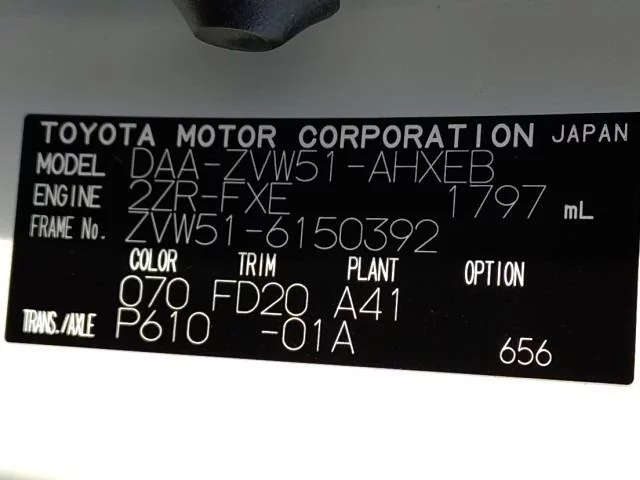 TOYOTA MOTOR CORPORATION JAPAN
MODEL DAA-ZVW51-AHXEB
ENGINE 2ZR-FXE 1797 mL
FRAME No. ZVW51-6150392
COLOR TRIM PLANT OPTION
070 FD20 A41
TRANS./AXLE P610 -01A
656